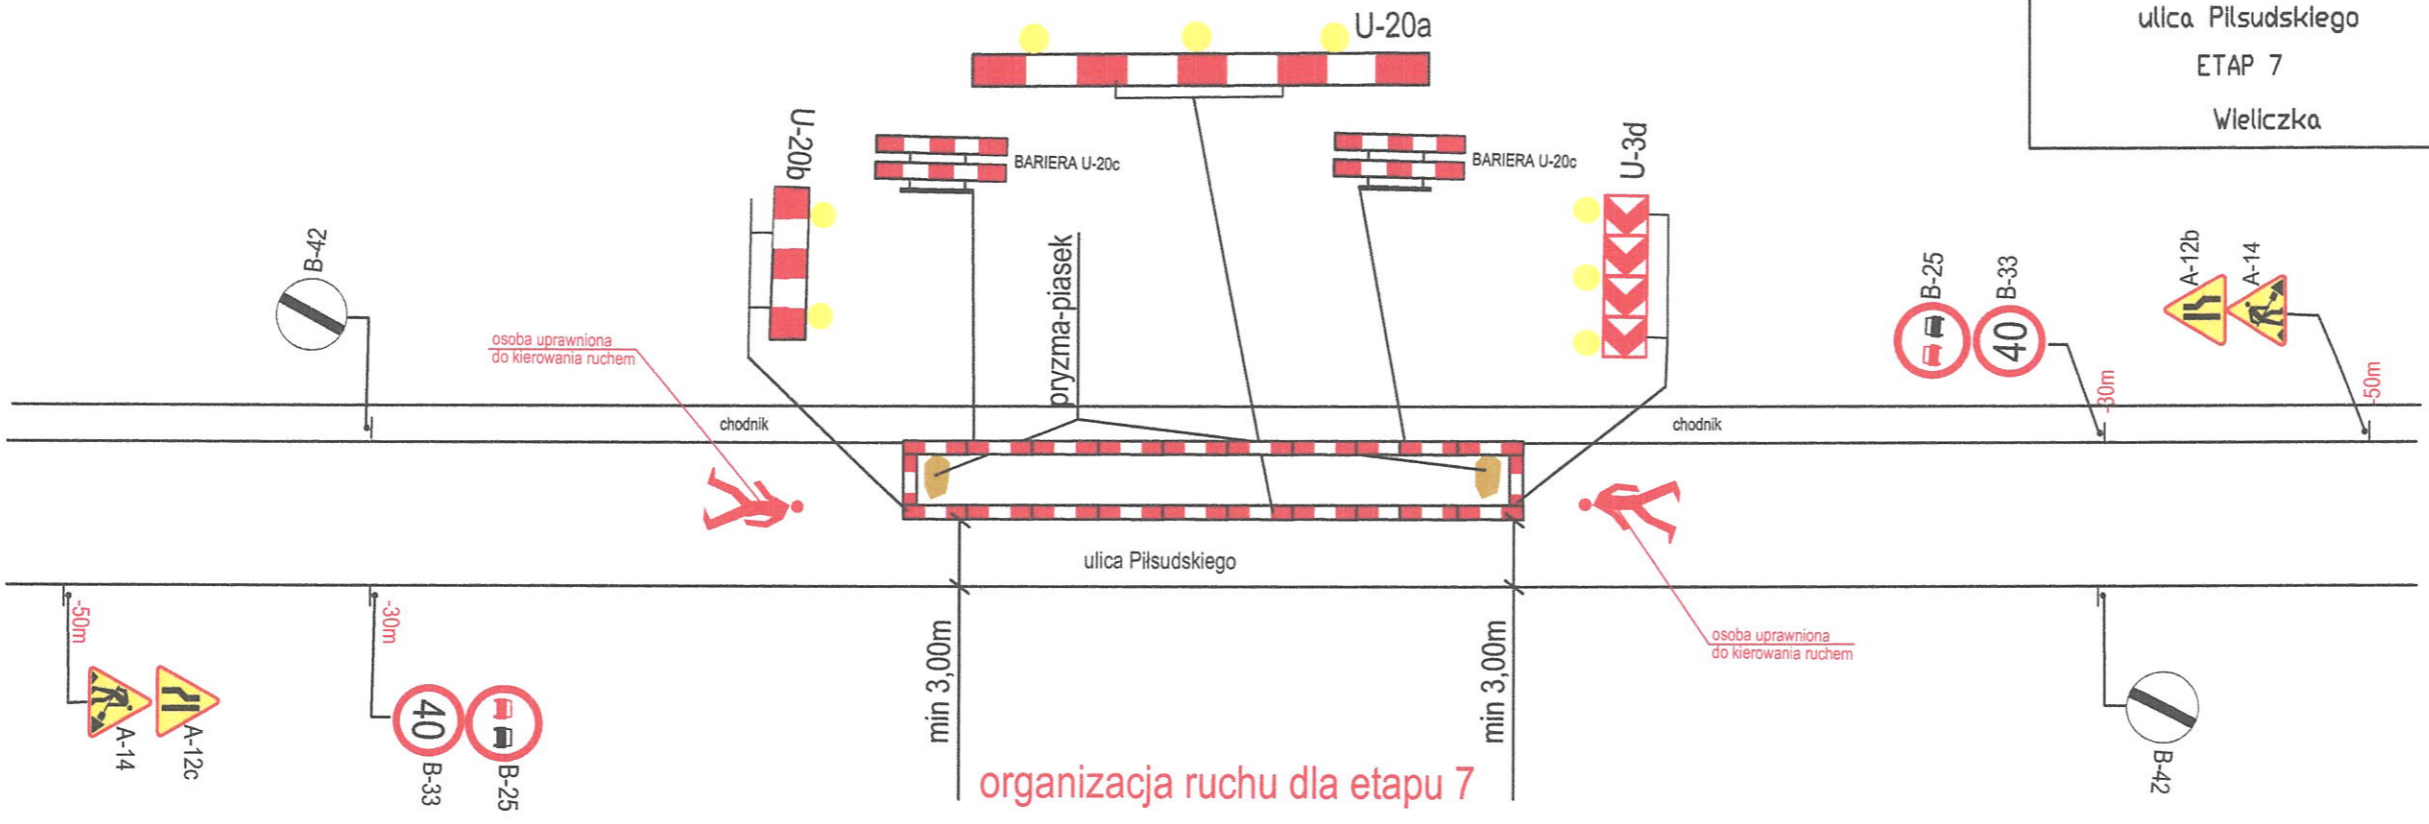 U-20a
ulica Pilsudskiego
ETAP 7
Wieliczka
U-20b
BARIERA U-20c
BARIERA U-20c
U-3d
B-42
pryzma-piasek
B-25
B-33
40
A-12b
A-14
osoba uprawniona
do kierowania ruchem
-30m
-50m
chodnik
chodnik
ulica Piłsudskiego
-50m
-30m
min 3,00m
min 3,00m
osoba uprawniona
do kierowania ruchem
A-14
A-12c
40
B-33
B-25
B-42
organizacja ruchu dla etapu 7